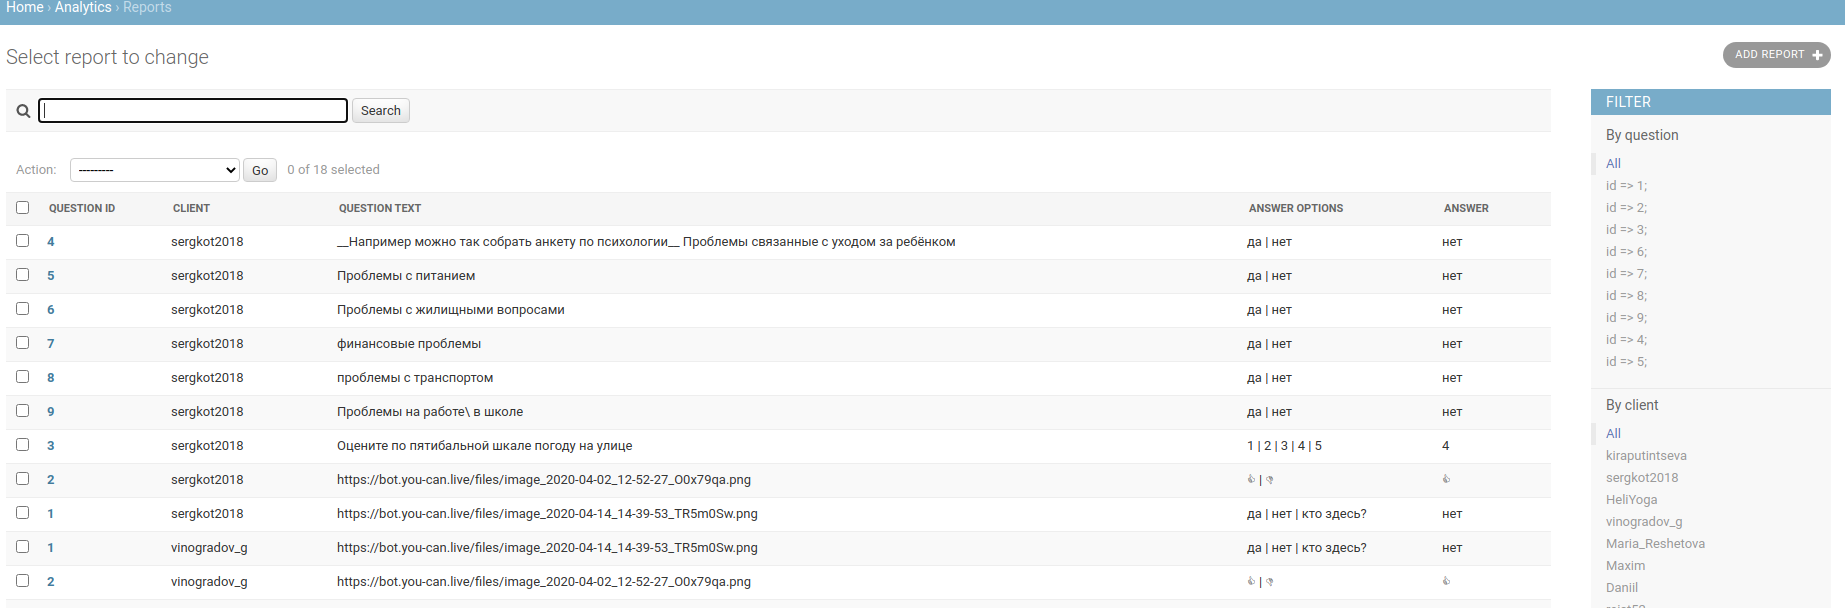 Home › Analytics › Reports
Select report to change
ADD REPORT
Search
Action: --------- Go 0 of 18 selected
QUESTION ID CLIENT QUESTION TEXT ANSWER OPTIONS ANSWER
4 sergkot2018 __Например можно так собрать анкету по психологии__ Проблемы связанные с уходом за ребёнком да | нет нет
5 sergkot2018 Проблемы с питанием да | нет нет
6 sergkot2018 Проблемы с жилищными вопросами да | нет нет
7 sergkot2018 финансовые проблемы да | нет нет
8 sergkot2018 проблемы с транспортом да | нет нет
9 sergkot2018 Проблемы на работе\ в школе да | нет нет
3 sergkot2018 Оцените по пятибальной шкале погоду на улице 1 | 2 | 3 | 4 | 5 4
2 sergkot2018 https://bot.you-can.live/files/image_2020-04-02_12-52-27_O0x79qa.png 👍 | 👎 👍
1 sergkot2018 https://bot.you-can.live/files/image_2020-04-14_14-39-53_TR5m0Sw.png да | нет | кто здесь? нет
1 vinogradov_g https://bot.you-can.live/files/image_2020-04-14_14-39-53_TR5m0Sw.png да | нет | кто здесь? нет
2 vinogradov_g https://bot.you-can.live/files/image_2020-04-02_12-52-27_O0x79qa.png 👍 | 👎 👍
FILTER
By question
All
id => 1;
id => 2;
id => 3;
id => 6;
id => 7;
id => 8;
id => 9;
id => 4;
id => 5;
By client
All
kiraputintseva
sergkot2018
HeliYoga
vinogradov_g
Maria_Reshetova
Maxim
Daniil